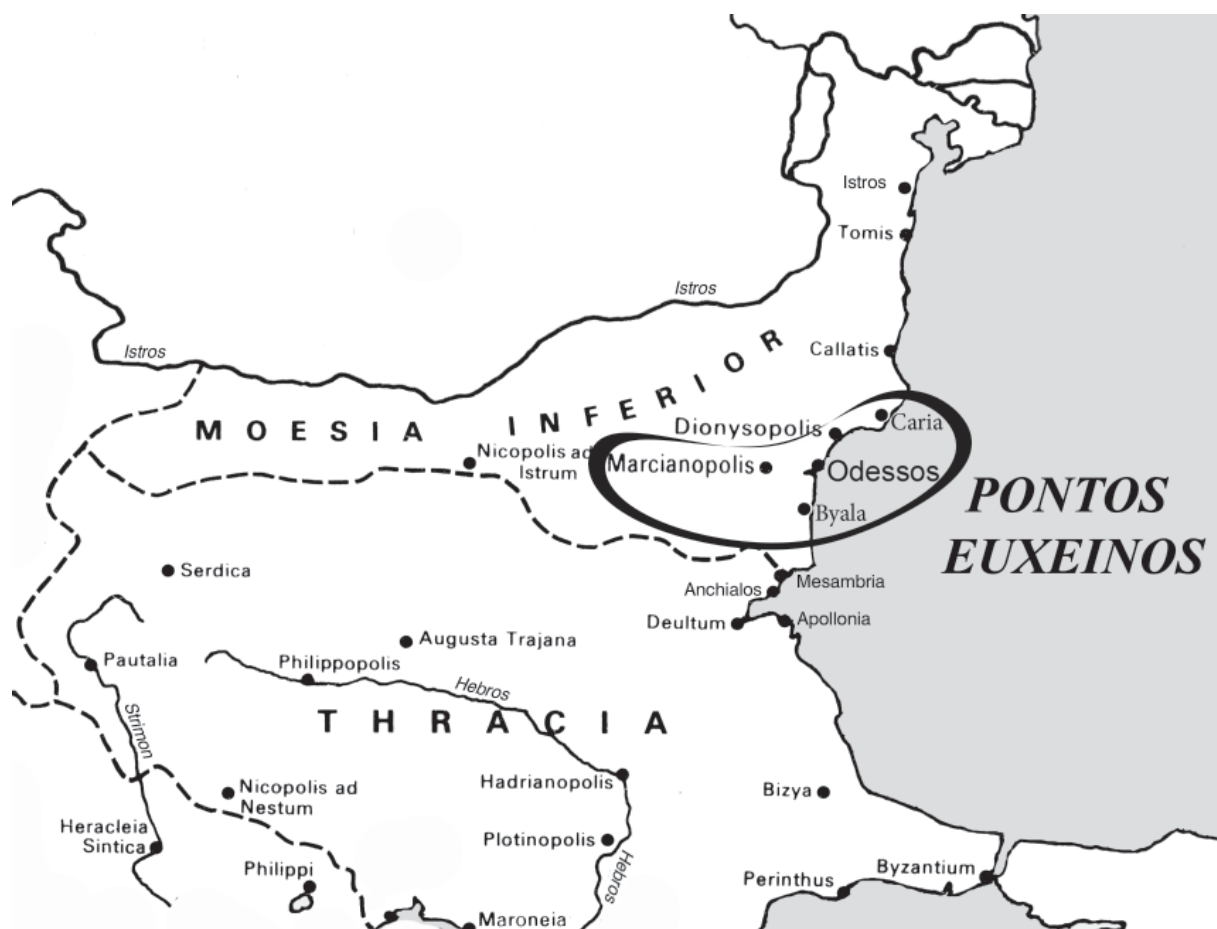 Istros
Tomis
Istros
Istros
Callatis
MOESIA INFERIOR
Caria
Dionysopolis
Nicopolis ad
Istrum
Marcianopolis
Odessos
PONTOS
EUXEINOS
Byala
Serdica
Mesambria
Anchialos
Deultum
Apollonia
Augusta Trajana
Pautalia
Philippopolis
Hebros
Strimon
THRACIA
Hadrianopolis
Nicopolis ad
Nestum
Bizya
Heracleia
Sintica
Plotinopolis
Hebros
Philippi
Byzantium
Perinthus
Maroneia